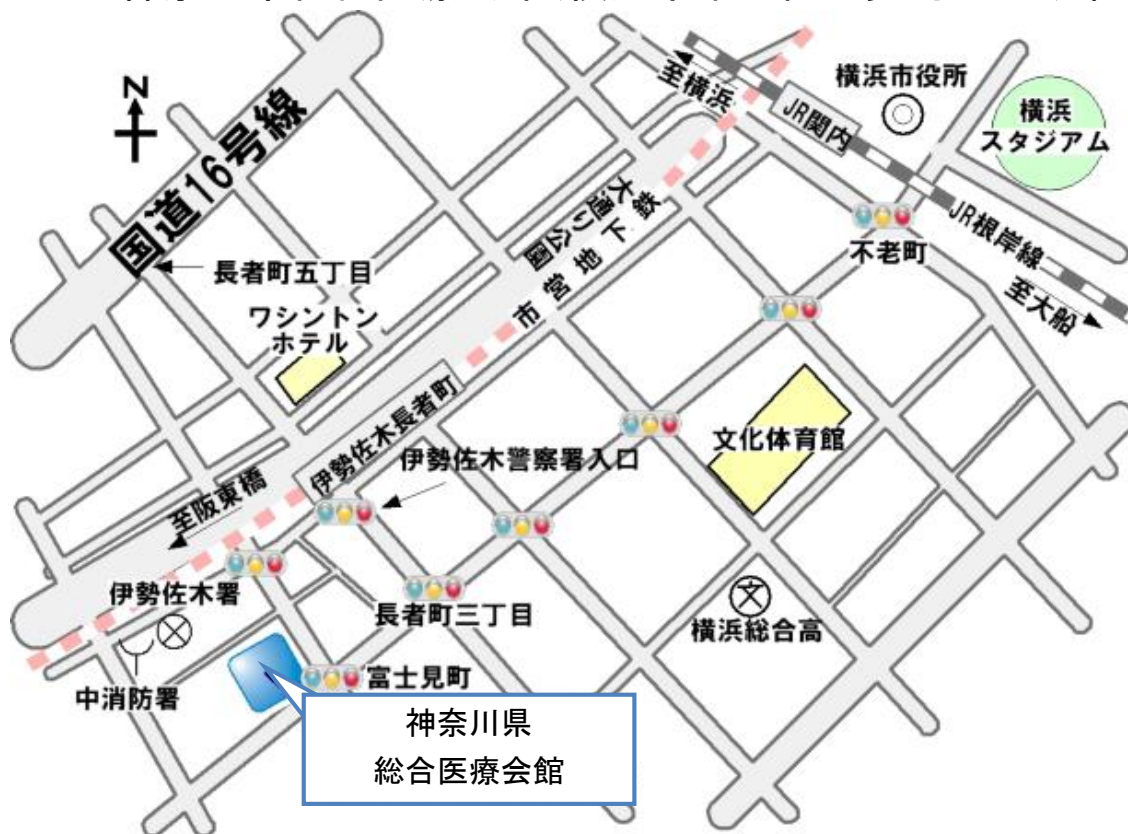 N
国道16号線
至横浜
横浜市役所
横浜
スタジアム
JR関内
JR根岸線
至大船
不老町
大通り公園
市営地下鉄
長者町五丁目
ワシントン
ホテル
伊勢佐木長者町
伊勢佐木警察署入口
文化体育館
至阪東橋
伊勢佐木署
長者町三丁目
横浜総合高
中消防署
富士見町
神奈川県
総合医療会館